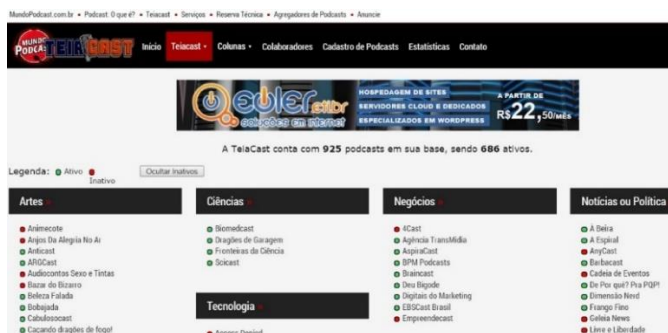 MundoPodcast.com.br • Podcast: O que é? • Teiacast • Serviços • Reserva Técnica • Agregadores de Podcasts • Anuncie
MUNDO PODCAST TEIACAST Início Teiacast Colunas Colaboradores Cadastro de Podcasts Estatísticas Contato
soluções em internet
HOSPEDAGEM DE SITES
SERVIDORES CLOUD E DEDICADOS
ESPECIALIZADOS EM WORDPRESS
A PARTIR DE
R$22,50/MÊS
A TeiaCast conta com 925 podcasts em sua base, sendo 686 ativos.
Legenda: Ativo Inativo
Ocultar Inativos
Artes
Animecote
Anjos Da Alegria No Ar
Anticast
ARGCast
Audiocontos Sexo e Tintas
Bazar do Bizarro
Beleza Falada
Bobajada
Cabulosocast
Caçando dragões de fogo!
Ciências
Biomedcast
Dragões de Garagem
Fronteiras da Ciência
Scicast
Tecnologia
Access Denied
Negócios
4Cast
Agência TransMídia
AspiraCast
BPM Podcasts
Braincast
Deu Bigode
Digitais do Marketing
EBSCast Brasil
Empreendecast
Notícias ou Política
A Beira
A Espiral
AnyCast
Barbacast
Cadeia de Eventos
De Por quê? Pra PQP!
Dimensão Nerd
Frango Fino
Geleia News
Livre e Liberdade